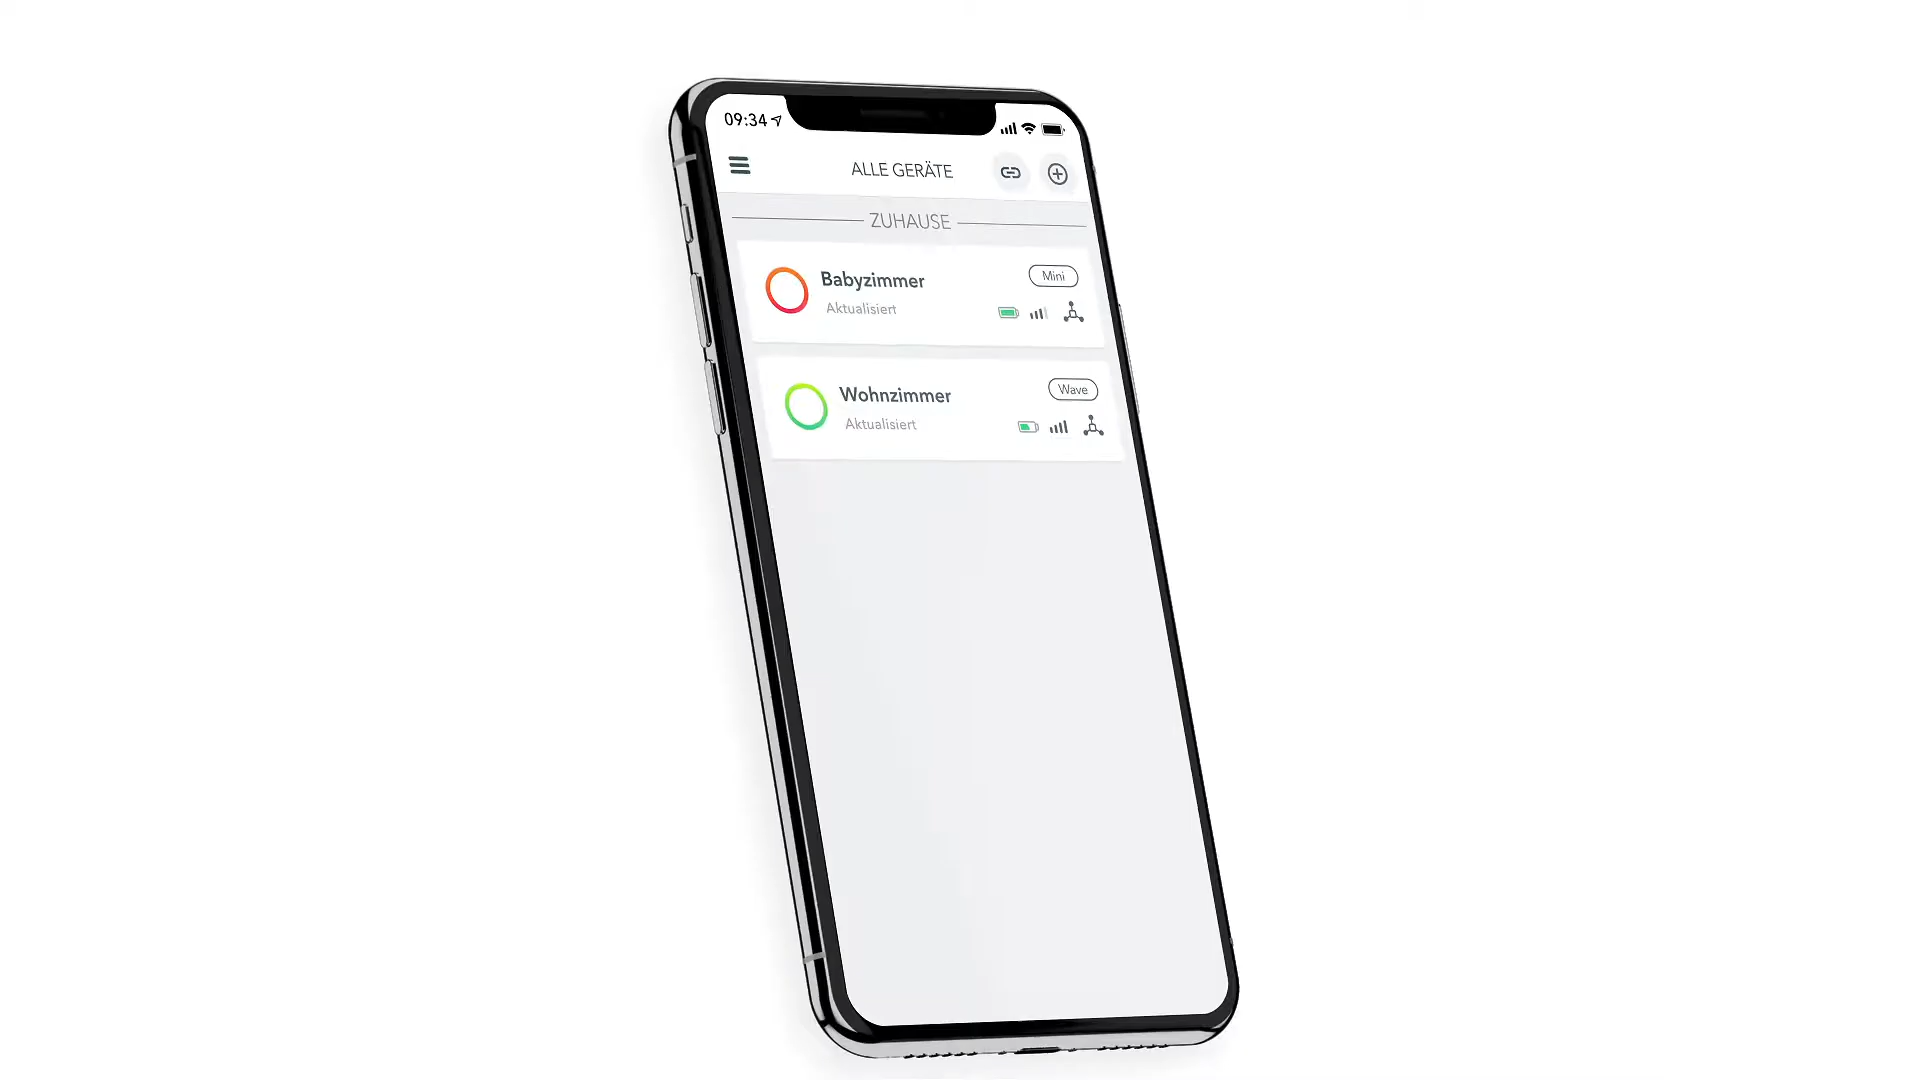 09:34
ALLE GERÄTE
ZUHAUSE
Babyzimmer
Mini
Aktualisiert
Wohnzimmer
Wave
Aktualisiert